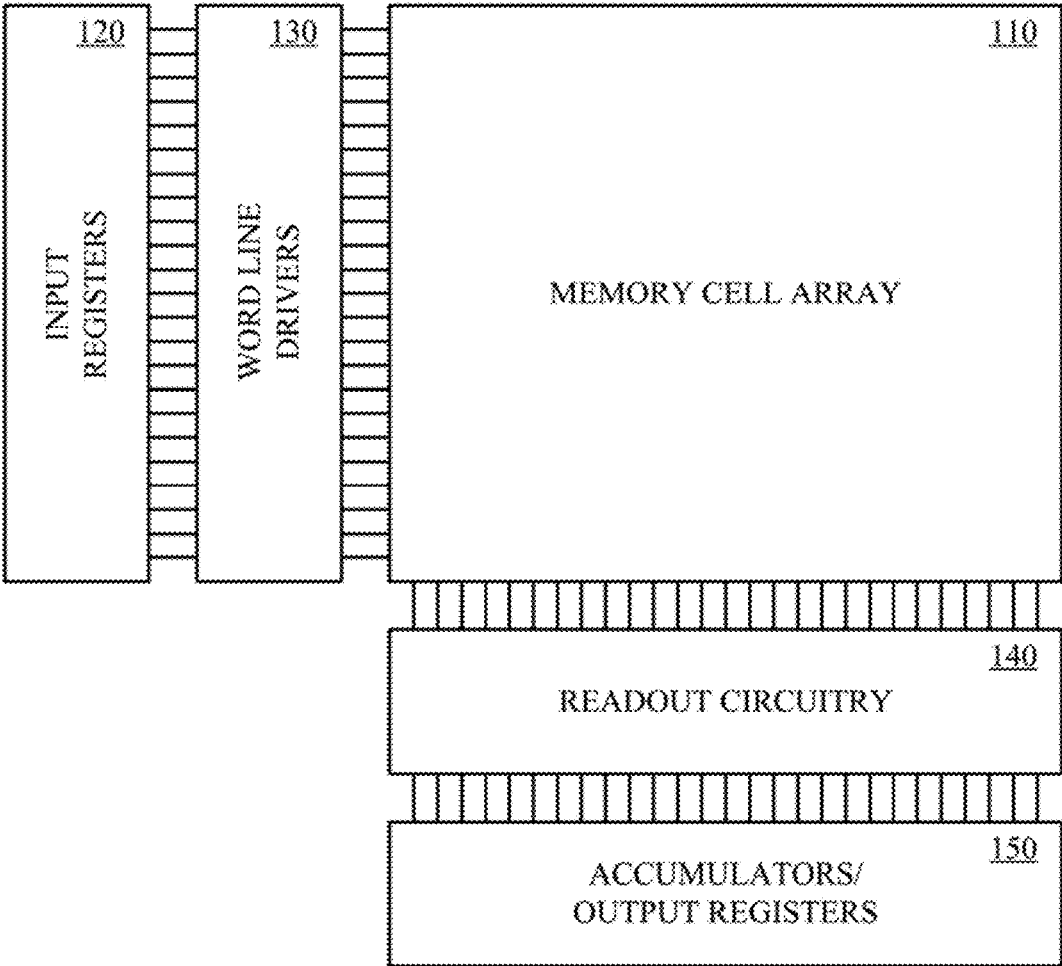 120
INPUT
REGISTERS
130
WORD LINE
DRIVERS
110
MEMORY CELL ARRAY
140
READOUT CIRCUITRY
150
ACCUMULATORS/
OUTPUT REGISTERS